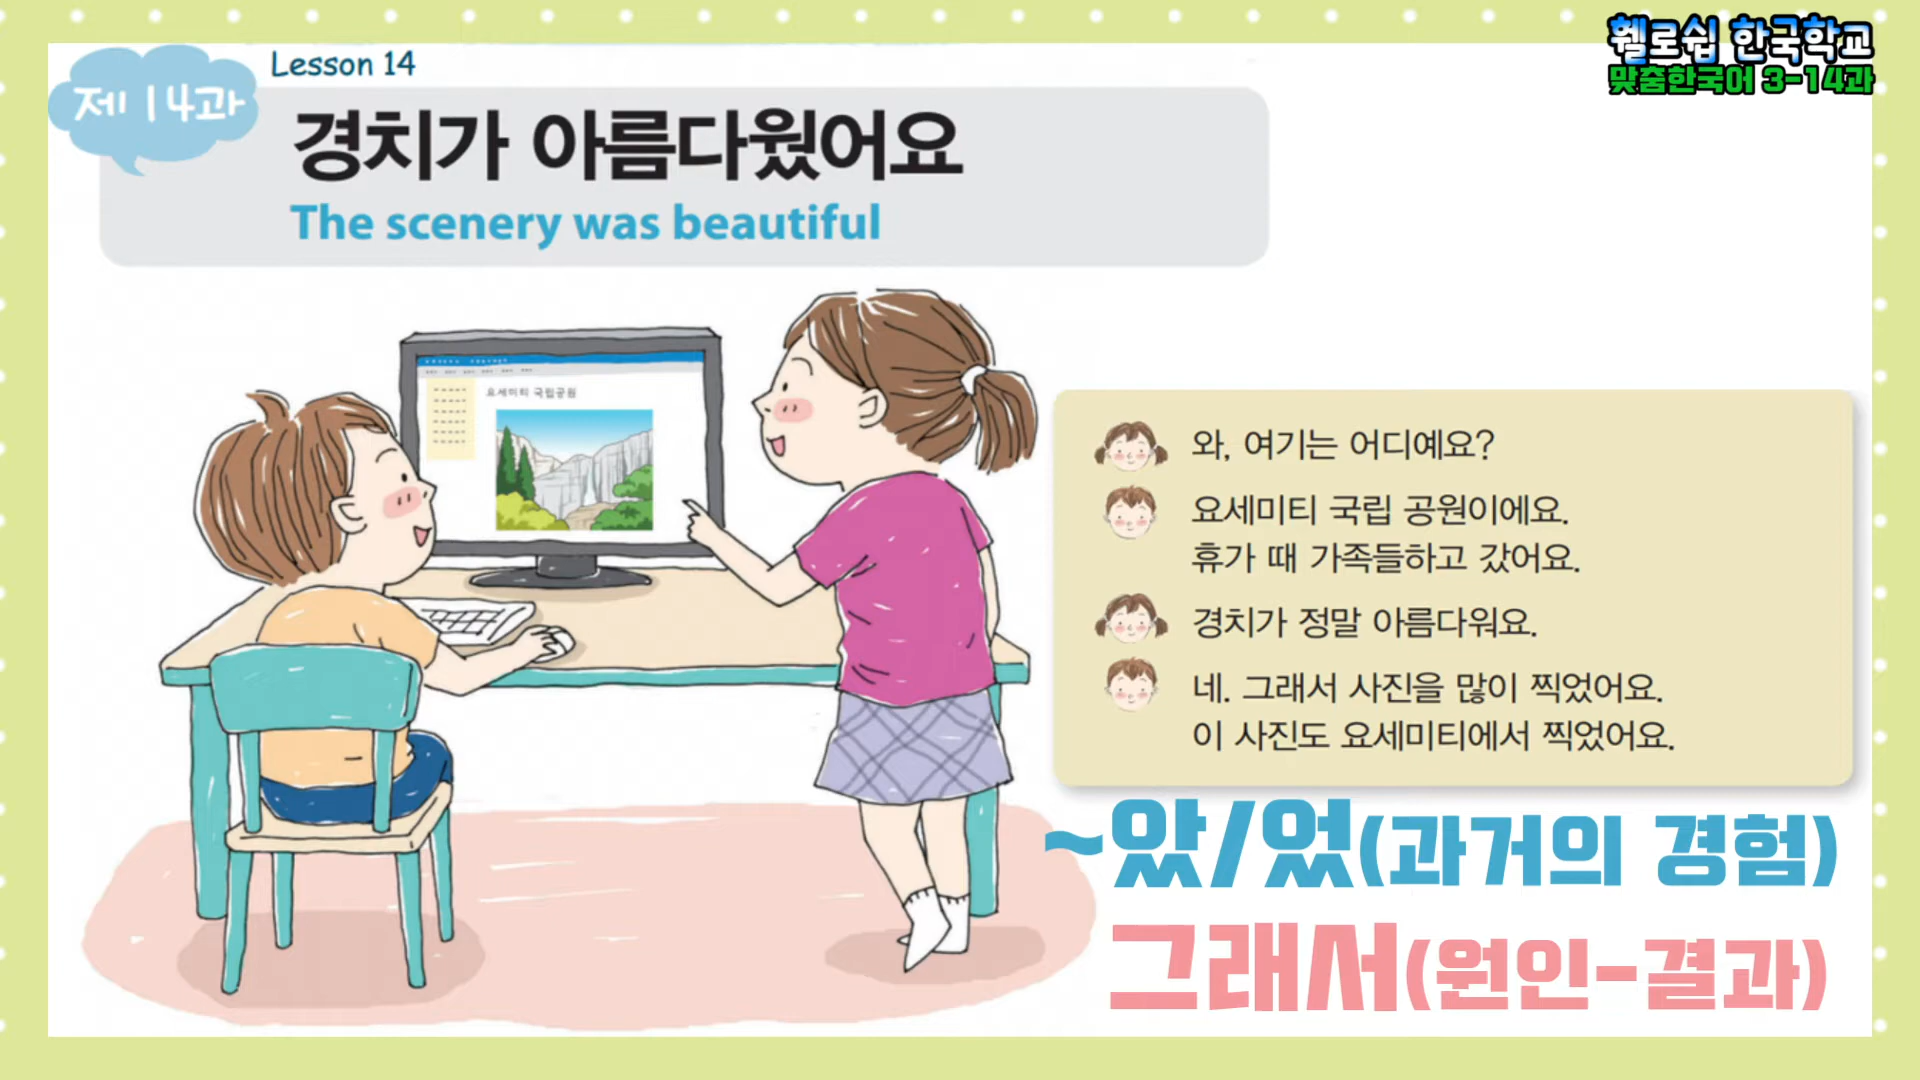 웰로쉽 한국학교
맞춤한국어 3-14과
제 14과
Lesson 14
경치가 아름다웠어요
The scenery was beautiful
요세미티 국립공원
와, 여기는 어디예요?
요세미티 국립 공원이에요.
휴가 때 가족들하고 갔어요.
경치가 정말 아름다워요.
네. 그래서 사진을 많이 찍었어요.
이 사진도 요세미티에서 찍었어요.
~았/었(과거의 경험)
그래서(원인-결과)